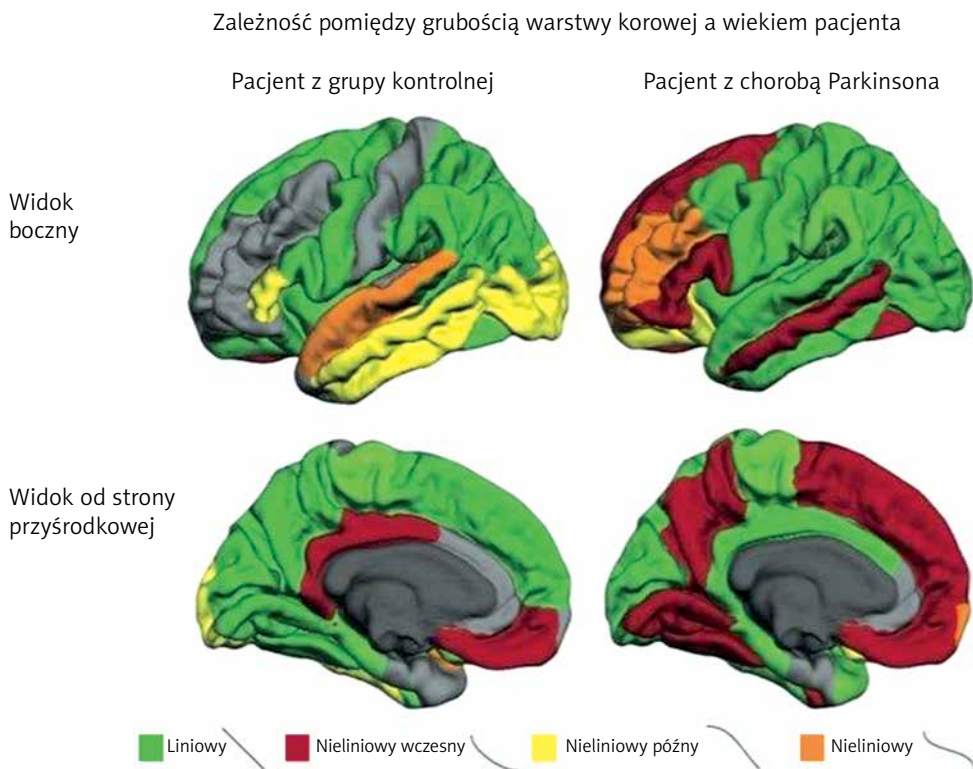 Zależność pomiędzy grubością warstwy korowej a wiekiem pacjenta
Pacjent z grupy kontrolnej
Pacjent z chorobą Parkinsona
Widok
boczny
Widok od strony
przyśrodkowej
Liniowy
Nieliniowy wczesny
Nieliniowy późny
Nieliniowy